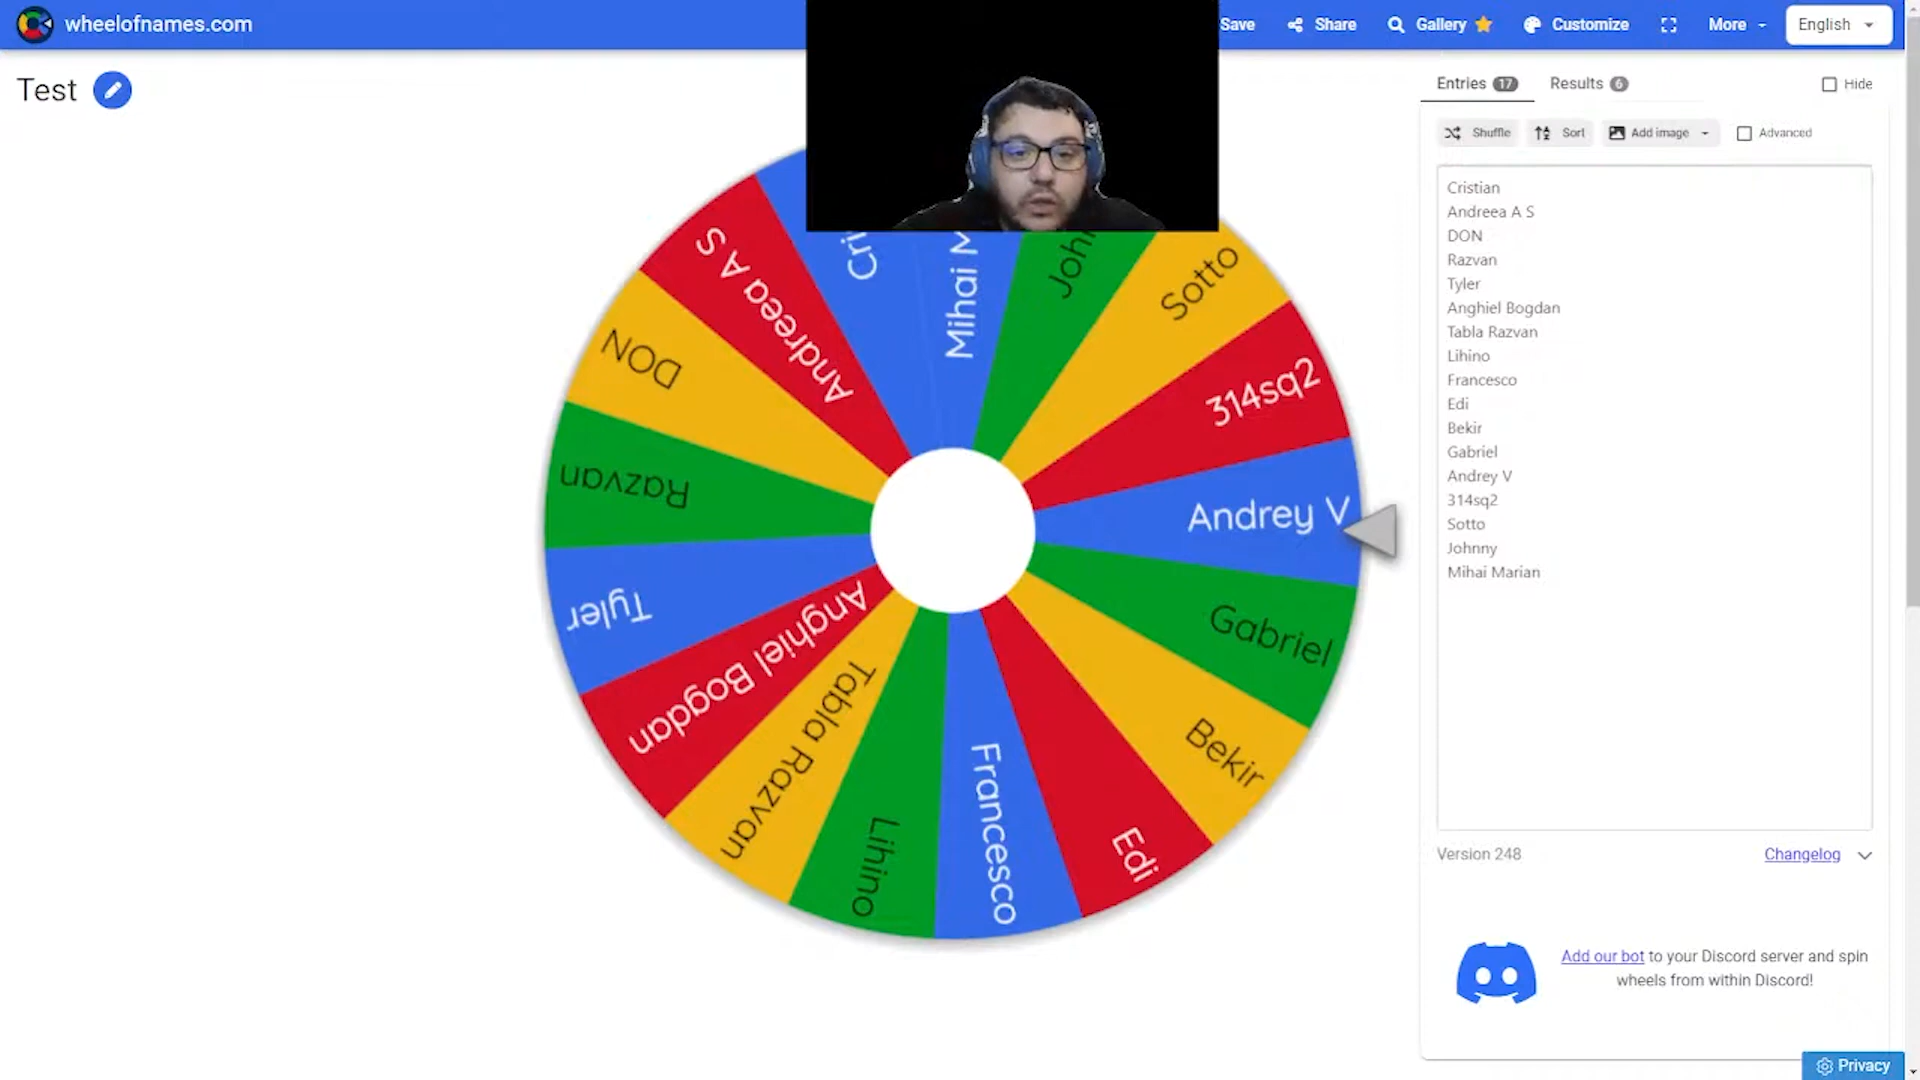 wheelofnames.com
Save
Share
Gallery
Customize
More
English
Test
Entries 17
Results 6
Hide
Shuffle
Sort
Add image
Advanced
Cristian
Andreea A S
DON
Razvan
Tyler
Anghiel Bogdan
Tabla Razvan
Lihino
Francesco
Edi
Bekir
Gabriel
Andrey V
314sq2
Sotto
Johnny
Mihai Marian
Cri
Mihai M
John
Sotto
314sq2
Andrey V
Gabriel
Bekir
Edi
Francesco
Lihino
Tabla Razvan
Anghiel Bogdan
Tyler
Razvan
DON
Andreea A S
Version 248
Changelog
Add our bot to your Discord server and spin
wheels from within Discord!
Privacy